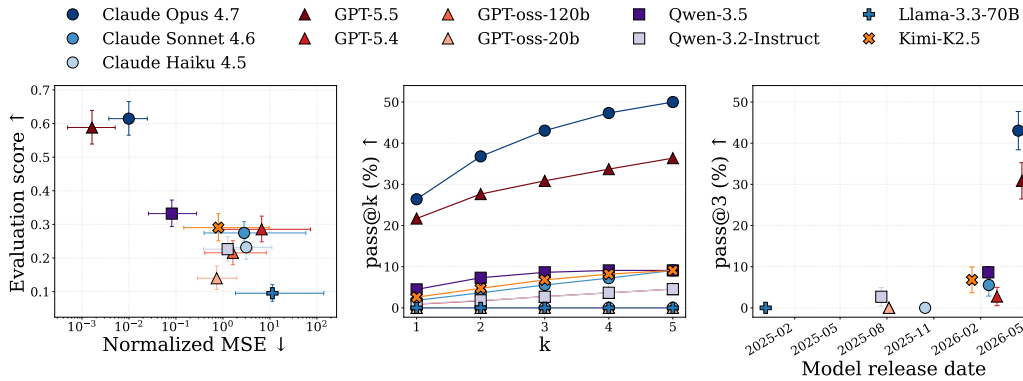 Claude Opus 4.7 GPT-5.5 GPT-oss-120b Qwen-3.5 Llama-3.3-70B
Claude Sonnet 4.6 GPT-5.4 GPT-oss-20b Qwen-3.2-Instruct Kimi-K2.5
Claude Haiku 4.5
Evaluation score ↑
0.7
0.6
0.5
0.4
0.3
0.2
0.1
10⁻³ 10⁻² 10⁻¹ 10⁰ 10¹ 10²
Normalized MSE ↓
pass@k (%) ↑
50
40
30
20
10
0
1 2 3 4 5
k
pass@3 (%) ↑
50
40
30
20
10
0
2025-02 2025-05 2025-08 2025-11 2026-02 2026-05
Model release date